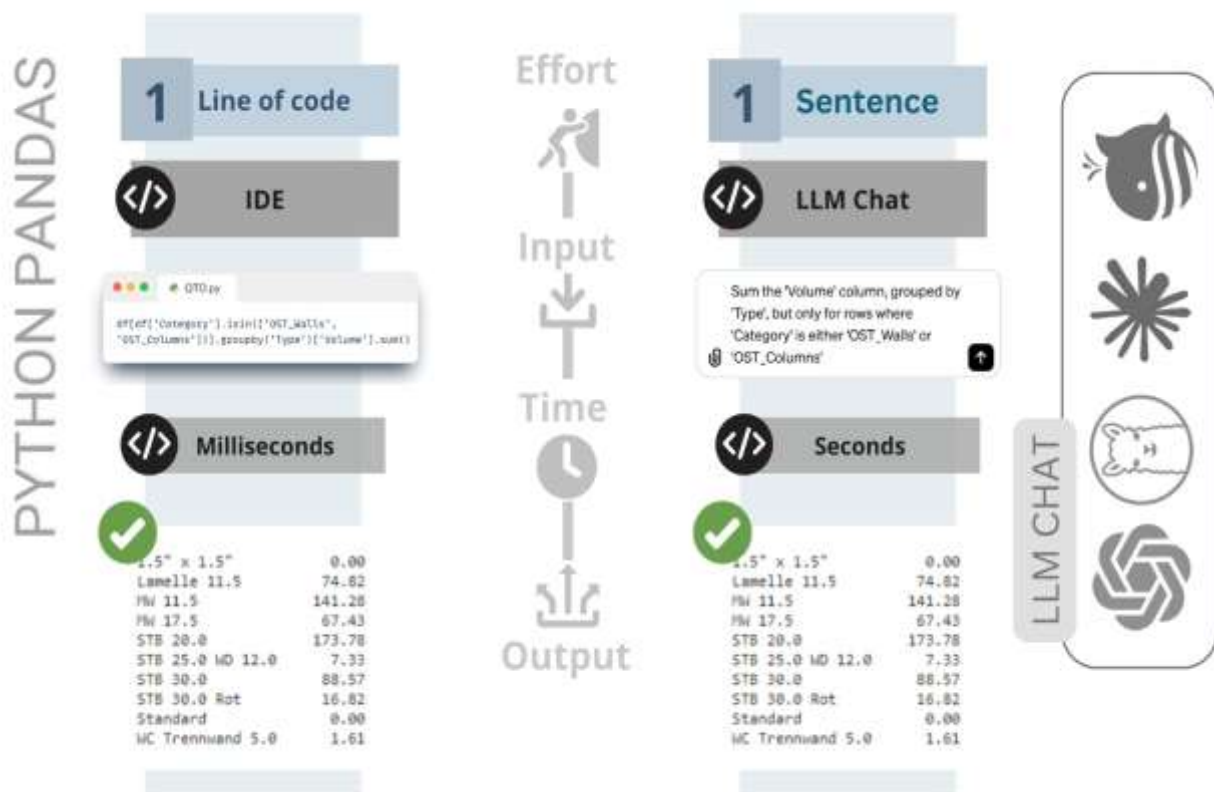 PYTHON PANDAS
1 Line of code
IDE
QTO.py
df[df['Category'].isin(['OST_Walls',
'OST_Columns'])].groupby('Type')['Volume'].sum()
Milliseconds
1.5" x 1.5" 0.00
Lamelle 11.5 74.82
MW 11.5 141.28
MW 17.5 67.43
STB 20.0 173.78
STB 25.0 WD 12.0 7.33
STB 30.0 88.57
STB 30.0 Rot 16.82
Standard 0.00
WC Trennwand 5.0 1.61
Effort
Input
Time
Output
1 Sentence
LLM Chat
Sum the 'Volume' column, grouped by
'Type', but only for rows where
'Category' is either 'OST_Walls' or
'OST_Columns'
Seconds
1.5" x 1.5" 0.00
Lamelle 11.5 74.82
MW 11.5 141.28
MW 17.5 67.43
STB 20.0 173.78
STB 25.0 WD 12.0 7.33
STB 30.0 88.57
STB 30.0 Rot 16.82
Standard 0.00
WC Trennwand 5.0 1.61
LLM CHAT